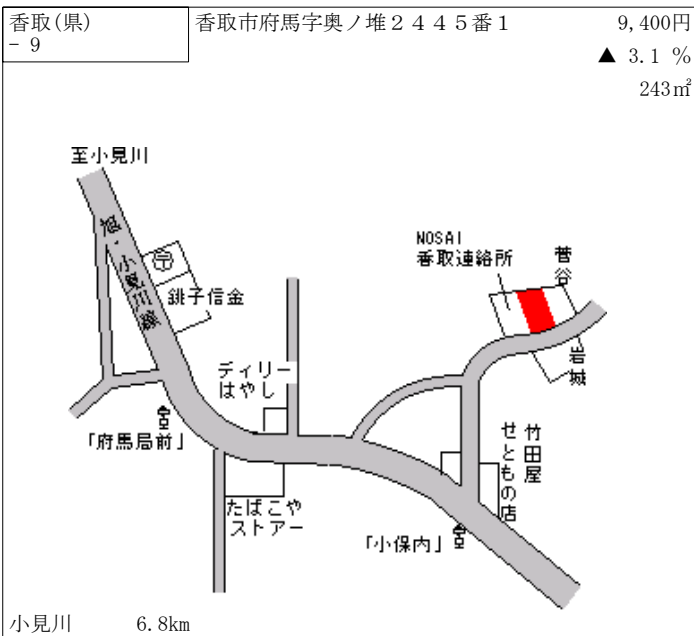 香取(県)
- 9
香取市府馬字奥ノ堆２４４５番１
9,400円
▲ 3.1 %
243㎡
至小見川
旭・小見川線
銚子信金
NOSAI
香取連絡所
菅谷
岩城
ディリー
はやし
「府馬局前」
竹田屋
せともの店
たばこや
ストアー
「小保内」
小見川 6.8km